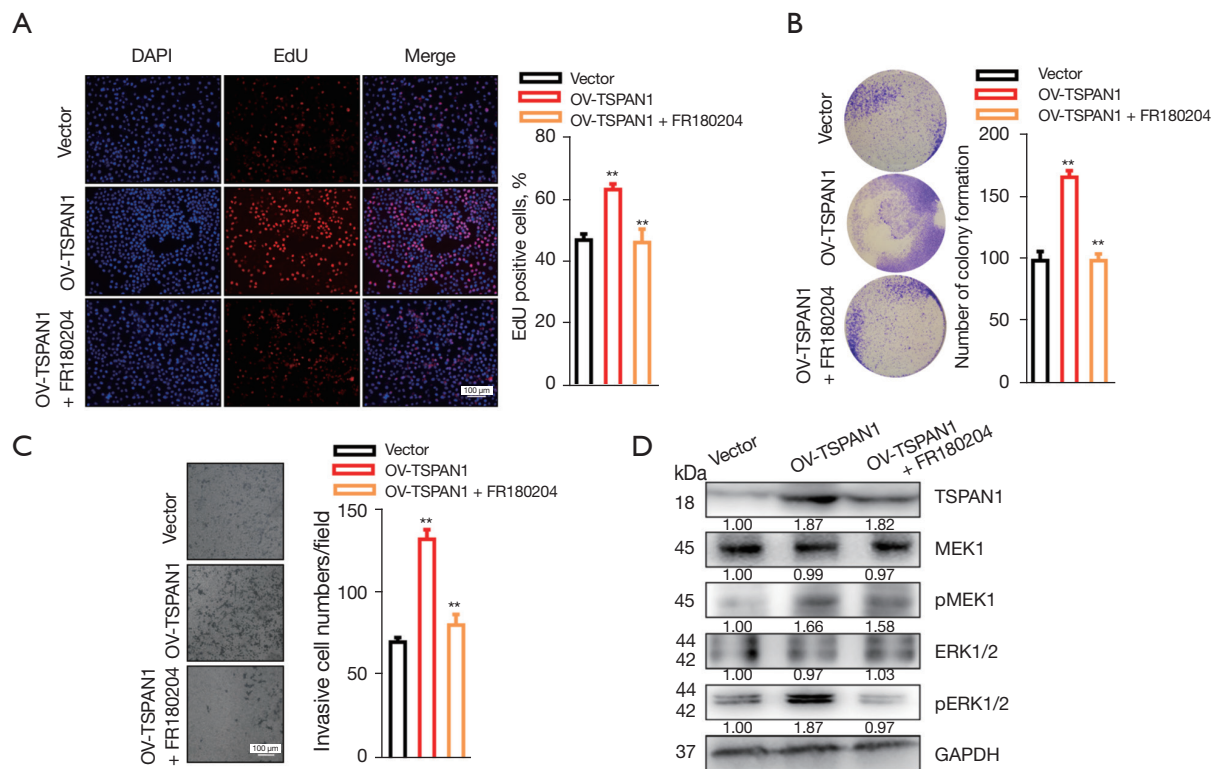 A
DAPI
EdU
Merge
Vector
OV-TSPAN1
OV-TSPAN1
+ FR180204
100 µm
Vector
OV-TSPAN1
OV-TSPAN1 + FR180204
EdU positive cells, %
80
60
40
20
0
**
**
B
Vector
OV-TSPAN1
OV-TSPAN1
+ FR180204
Vector
OV-TSPAN1
OV-TSPAN1 + FR180204
Number of colony formation
200
150
100
50
0
**
**
C
Vector
OV-TSPAN1
OV-TSPAN1
+ FR180204
100 µm
Vector
OV-TSPAN1
OV-TSPAN1 + FR180204
Invasive cell numbers/field
150
100
50
0
**
**
D
kDa
Vector
OV-TSPAN1
OV-TSPAN1
+ FR180204
18
TSPAN1
1.00 1.87 1.82
45
MEK1
1.00 0.99 0.97
45
pMEK1
1.00 1.66 1.58
44
42
ERK1/2
1.00 0.97 1.03
44
42
pERK1/2
1.00 1.87 0.97
37
GAPDH